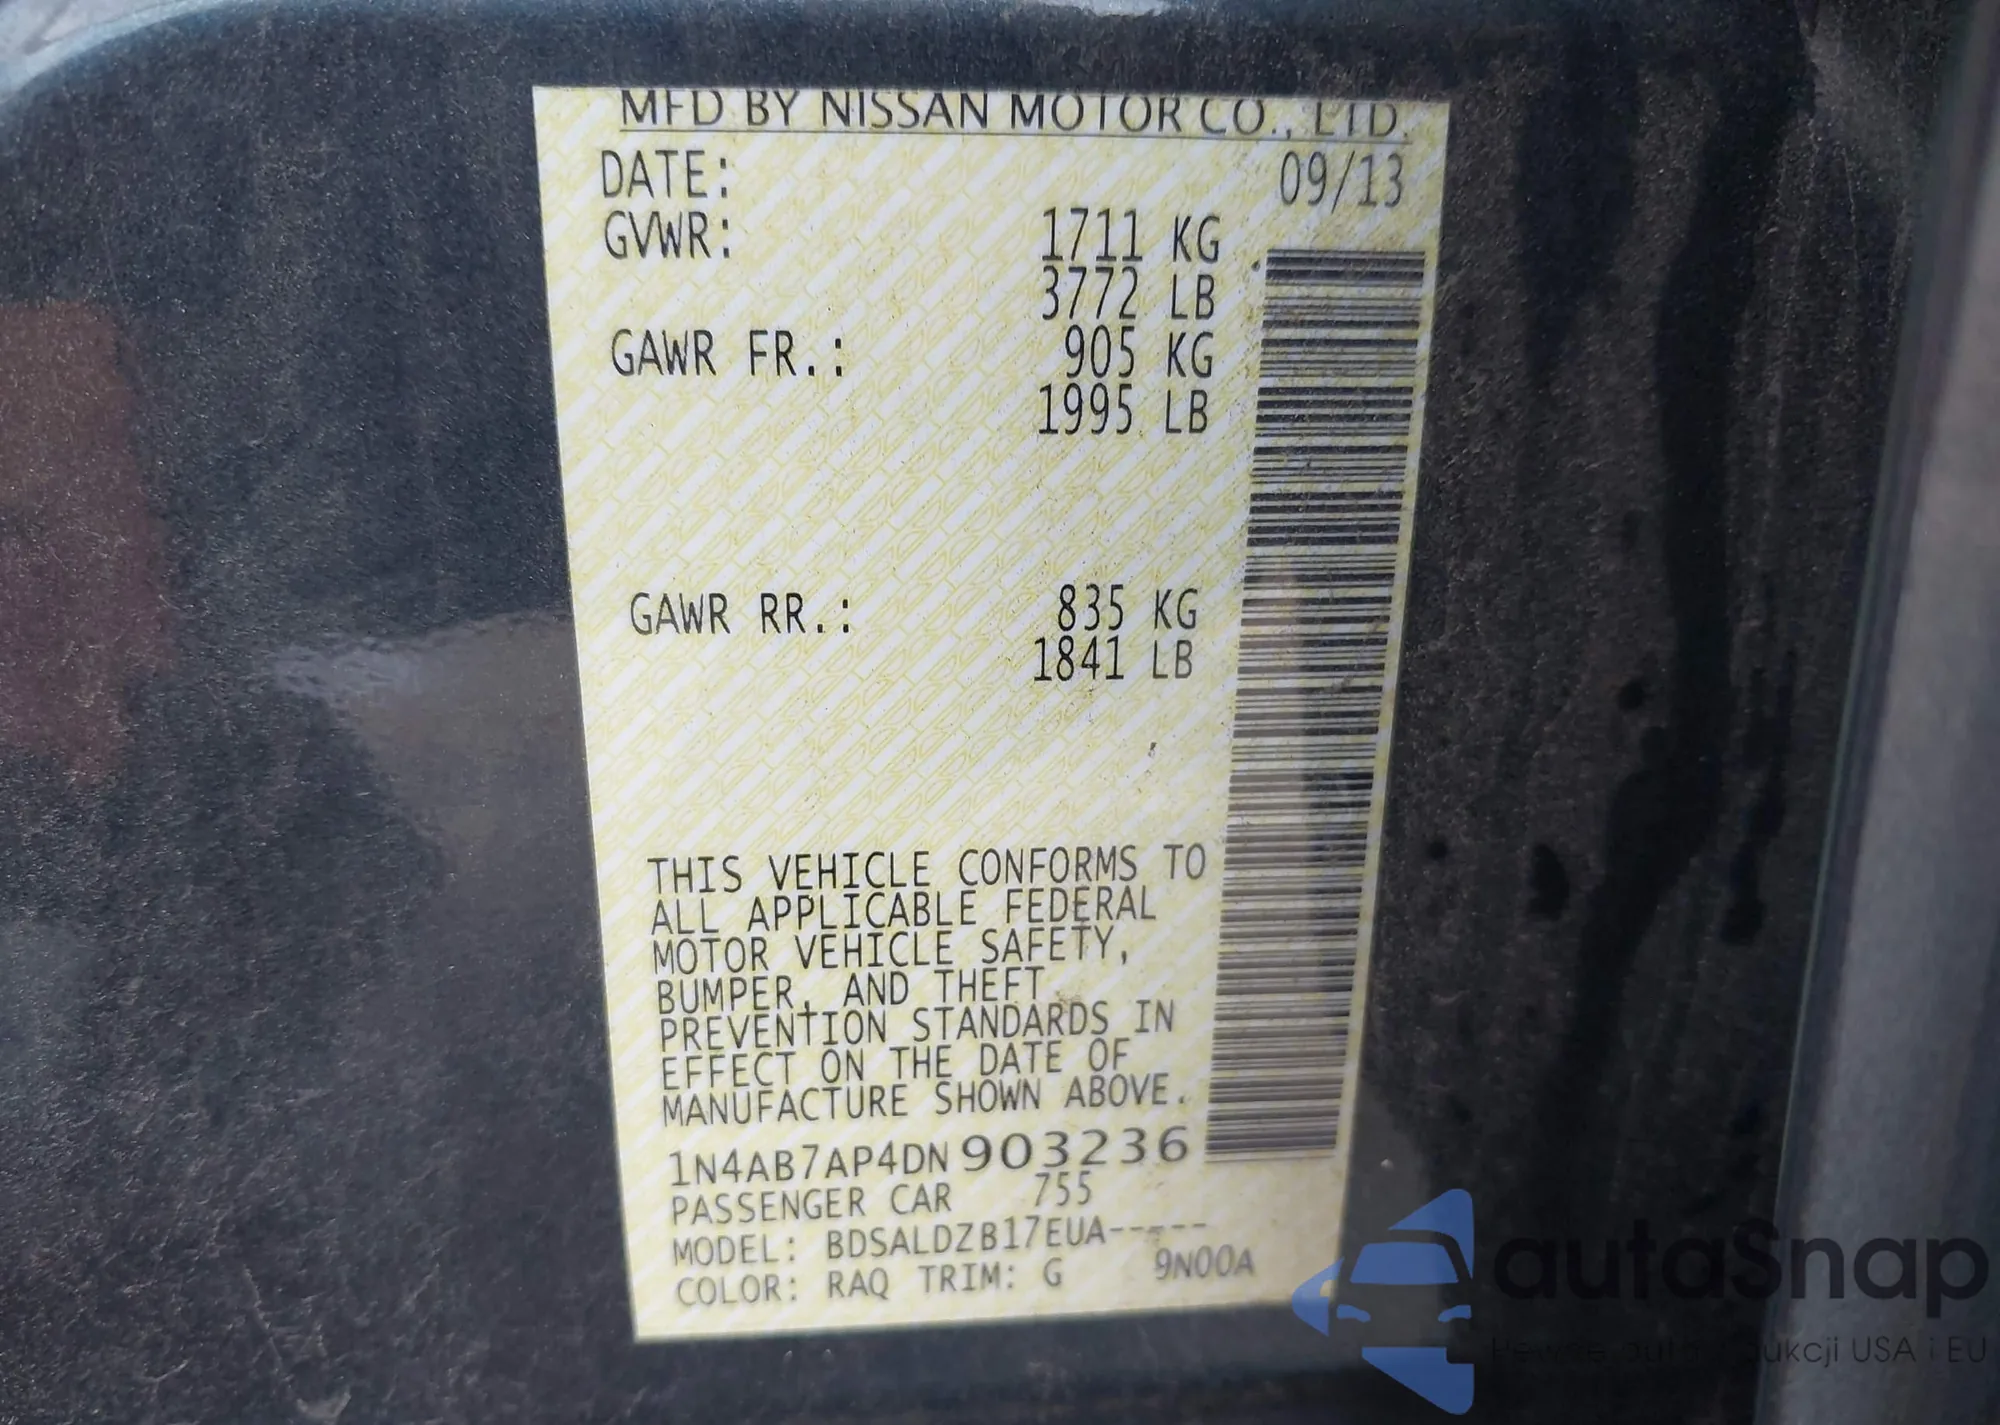 MFD BY NISSAN MOTOR CO., LTD.
DATE: 09/13
GVWR: 1711 KG
3772 LB
GAWR FR.: 905 KG
1995 LB
GAWR RR.: 835 KG
1841 LB
THIS VEHICLE CONFORMS TO
ALL APPLICABLE FEDERAL
MOTOR VEHICLE SAFETY,
BUMPER, AND THEFT
PREVENTION STANDARDS IN
EFFECT ON THE DATE OF
MANUFACTURE SHOWN ABOVE.
1N4AB7AP4DN903236
PASSENGER CAR 755
MODEL: BDSALDZB17EUA-----
COLOR: RAQ TRIM: G 9N00A
autaSnap
USA i EU